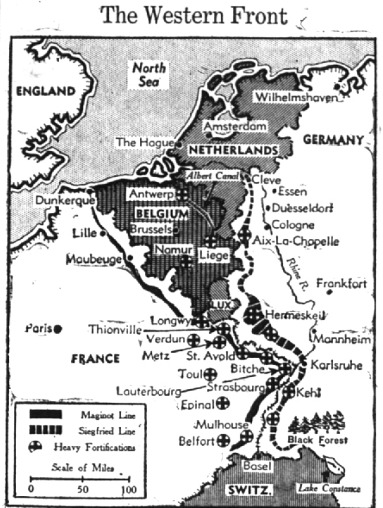 The Western Front
North
Sea
ENGLAND
Wilhelmshaven
Amsterdam
GERMANY
The Hague
NETHERLANDS
Albert Canal
Cleve
Dunkerque
Antwerp
Essen
BELGIUM
Duesseldorf
Lille
Brussels
Cologne
Aix-La-Chapelle
Namur
Liege
Maubeuge
Rhine R.
Frankfort
LUX.
Longwy
Hermeskeil
Paris
Thionville
Mannheim
Verdun
FRANCE
Metz
St. Avold
Karlsruhe
Toul
Bitche
Lauterbourg
Strasbourg
Kehl
Epinal
Maginot Line
Siegfried Line
Heavy Fortifications
Mulhouse
Black Forest
Belfort
Scale of Miles
0 50 100
Basel
SWITZ.
Lake Constance